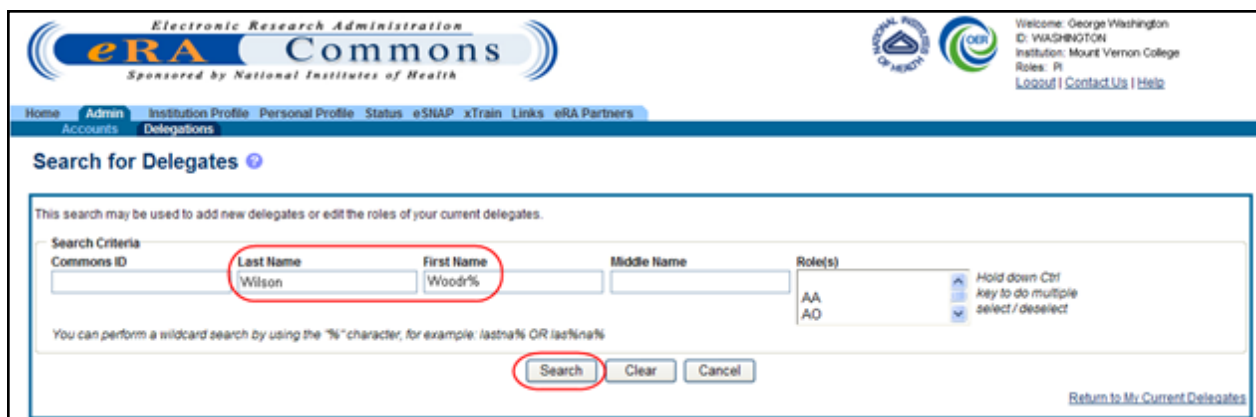 Electronic Research Administration
eRA Commons
Sponsored by National Institutes of Health
NATIONAL INSTITUTES OF HEALTH
OER
Welcome: George Washington
ID: WASHINGTON
Institution: Mount Vernon College
Roles: PI
Logout | Contact Us | Help
Home Admin Institution Profile Personal Profile Status eSNAP xTrain Links eRA Partners
Accounts Delegations
Search for Delegates ?
This search may be used to add new delegates or edit the roles of your current delegates.
Search Criteria
Commons ID Last Name First Name Middle Name Role(s)
Wilson Woodr%
AA
AO
Hold down Ctrl
key to do multiple
select / deselect
You can perform a wildcard search by using the "%" character, for example: lastna% OR las%na%
Search Clear Cancel
Return to My Current Delegates